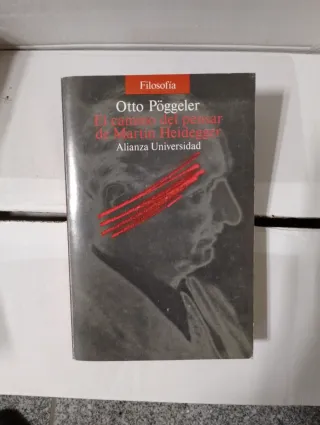 Filosofía
Otto Pöggeler
El camino del pensar
de Martin Heidegger
Alianza Universidad